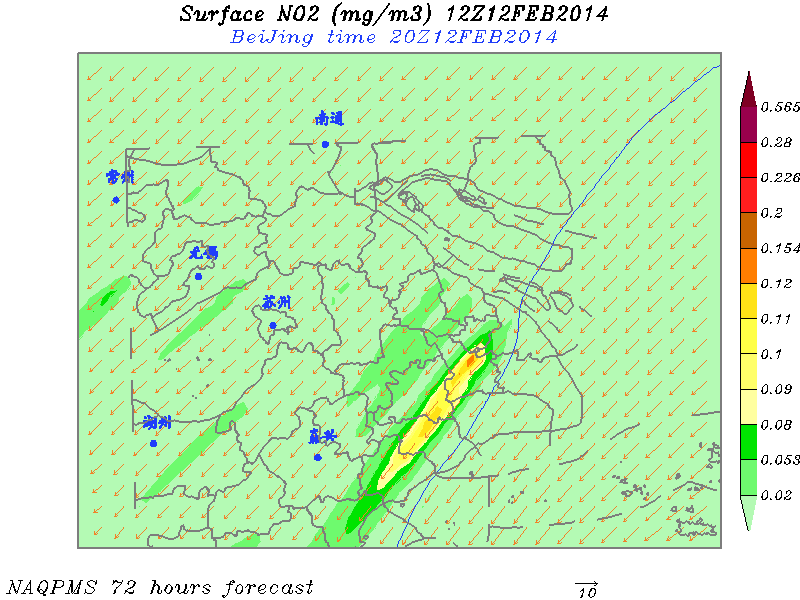 Surface NO2 (mg/m3) 12Z12FEB2014
BeiJing time 20Z12FEB2014
南通
常州
无锡
苏州
湖州
嘉兴
0.565
0.28
0.226
0.2
0.154
0.12
0.11
0.1
0.09
0.08
0.053
0.02
NAQPMS 72 hours forecast
10